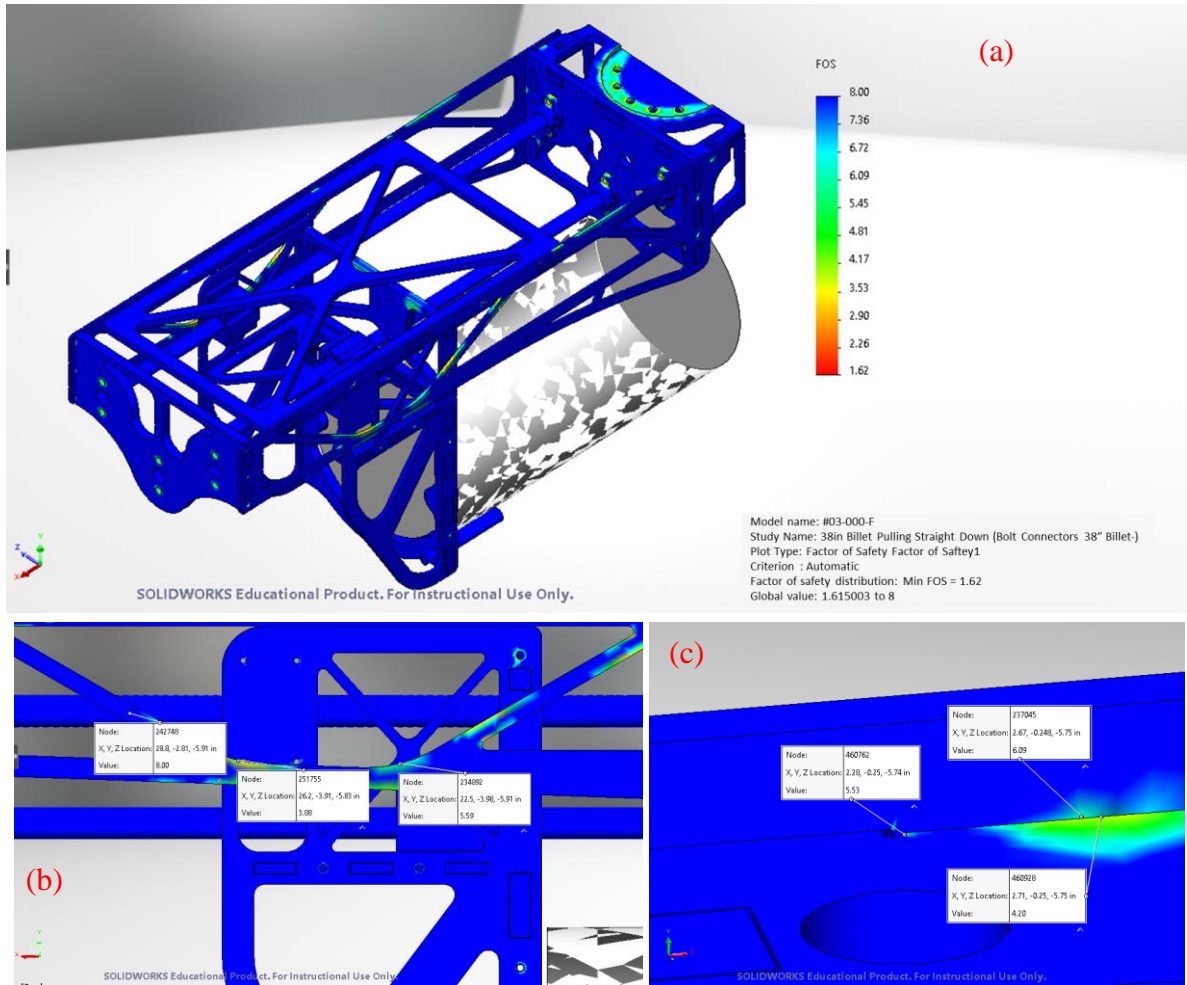 (a)
FOS
8.00
7.36
6.72
6.09
5.45
4.81
4.17
3.53
2.90
2.26
1.62
Model name: #03-000-F
Study Name: 38in Billet Pulling Straight Down (Bolt Connectors 38" Billet-)
Plot Type: Factor of Safety Factor of Saftey1
Criterion : Automatic
Factor of safety distribution: Min FOS = 1.62
Global value: 1.615003 to 8
Y
Z
X
SOLIDWORKS Educational Product. For Instructional Use Only.
(b)
Node: 242748
X, Y, Z Location: 28.8, -2.81, -5.91 in
Value: 8.00
Node: 251755
X, Y, Z Location: 26.2, -3.91, -5.83 in
Value: 3.88
Node: 234892
X, Y, Z Location: 22.5, -3.98, -5.91 in
Value: 5.59
SOLIDWORKS Educational Product. For Instructional Use Only.
(c)
Node: 237045
X, Y, Z Location: 2.67, -0.248, -5.75 in
Value: 6.09
Node: 460762
X, Y, Z Location: 2.28, -0.25, -5.74 in
Value: 5.53
Node: 460928
X, Y, Z Location: 2.71, -0.25, -5.75 in
Value: 4.20
SOLIDWORKS Educational Product. For Instructional Use Only.